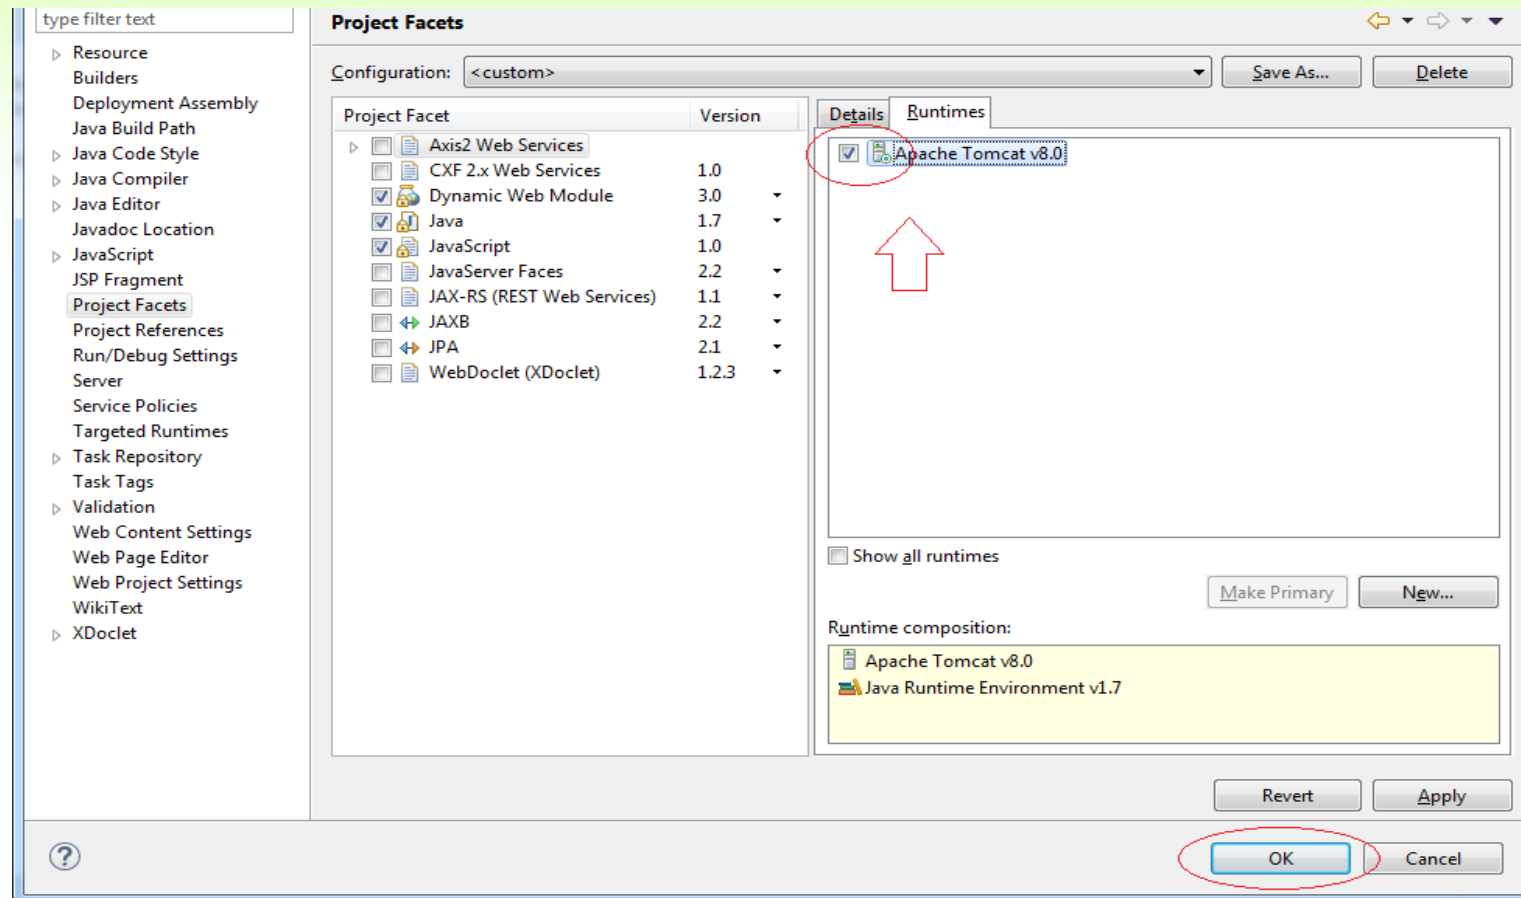 type filter text
Resource
Builders
Deployment Assembly
Java Build Path
Java Code Style
Java Compiler
Java Editor
Javadoc Location
JavaScript
JSP Fragment
Project Facets
Project References
Run/Debug Settings
Server
Service Policies
Targeted Runtimes
Task Repository
Task Tags
Validation
Web Content Settings
Web Page Editor
Web Project Settings
WikiText
XDoclet
Project Facets
Configuration: <custom> Save As... Delete
Project Facet Version
Axis2 Web Services
CXF 2.x Web Services 1.0
Dynamic Web Module 3.0
Java 1.7
JavaScript 1.0
JavaServer Faces 2.2
JAX-RS (REST Web Services) 1.1
JAXB 2.2
JPA 2.1
WebDoclet (XDoclet) 1.2.3
Details Runtimes
Apache Tomcat v8.0
Show all runtimes
Make Primary New...
Runtime composition:
Apache Tomcat v8.0
Java Runtime Environment v1.7
Revert Apply
? OK Cancel